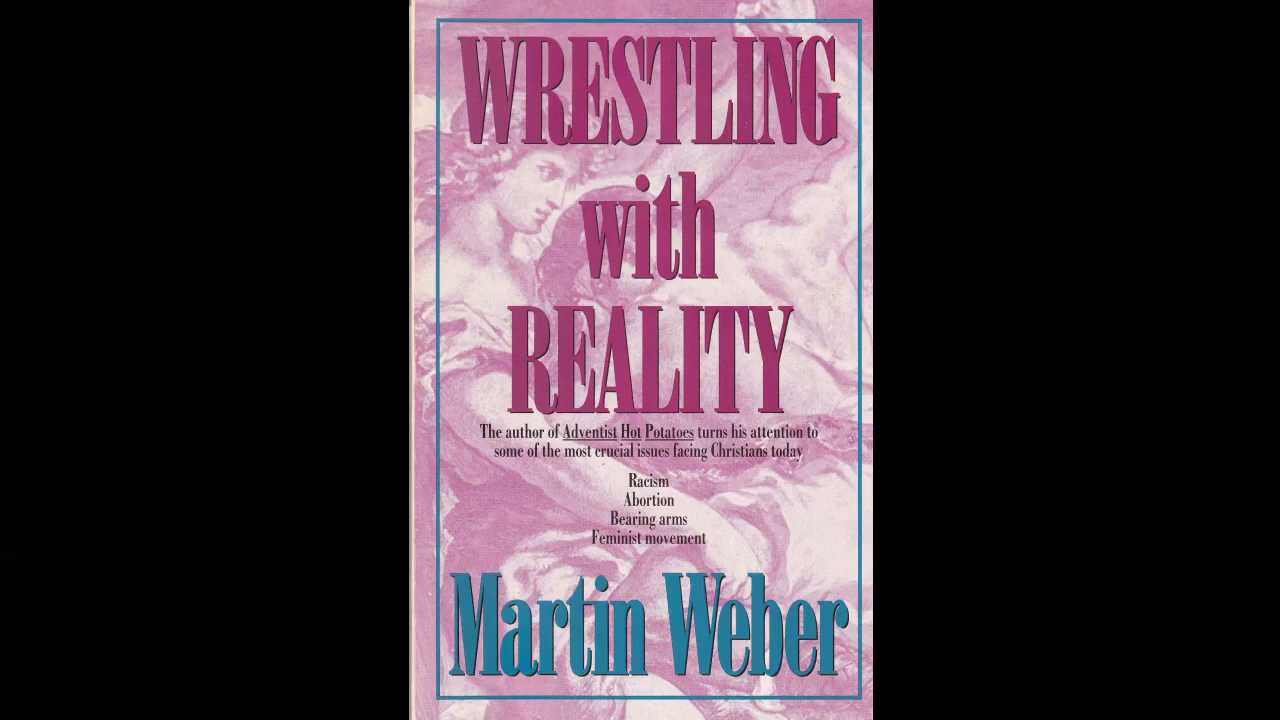 WRESTLING
with
REALITY
The author of Adventist Hot Potatoes turns his attention to
some of the most crucial issues facing Christians today
Racism
Abortion
Bearing arms
Feminist movement
Martin Weber